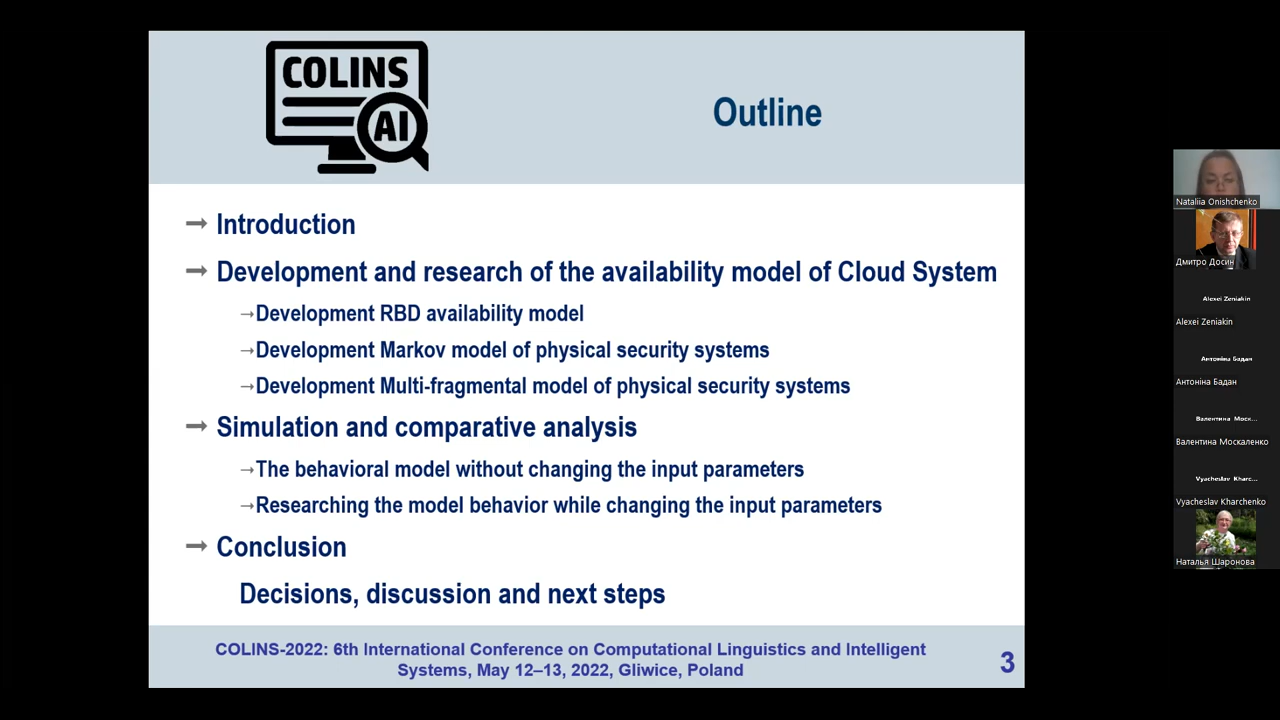 COLINS
AI
Outline
→ Introduction
→ Development and research of the availability model of Cloud System
→Development RBD availability model
→Development Markov model of physical security systems
→Development Multi-fragmental model of physical security systems
→ Simulation and comparative analysis
→The behavioral model without changing the input parameters
→Researching the model behavior while changing the input parameters
→ Conclusion
Decisions, discussion and next steps
COLINS-2022: 6th International Conference on Computational Linguistics and Intelligent
Systems, May 12–13, 2022, Gliwice, Poland
3
Nataliia Onishchenko
Дмитро Досин
Alexei Zeniakin
Alexei Zeniakin
Антоніна Бадан
Антоніна Бадан
Валентина Моск...
Валентина Москаленко
Vyacheslav Kharc...
Vyacheslav Kharchenko
Наталья Шаронова